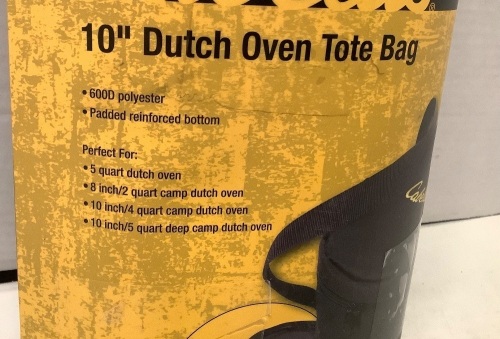 10" Dutch Oven Tote Bag
• 600D polyester
• Padded reinforced bottom
Perfect For:
• 5 quart dutch oven
• 8 inch/2 quart camp dutch oven
• 10 inch/4 quart camp dutch oven
• 10 inch/5 quart deep camp dutch oven